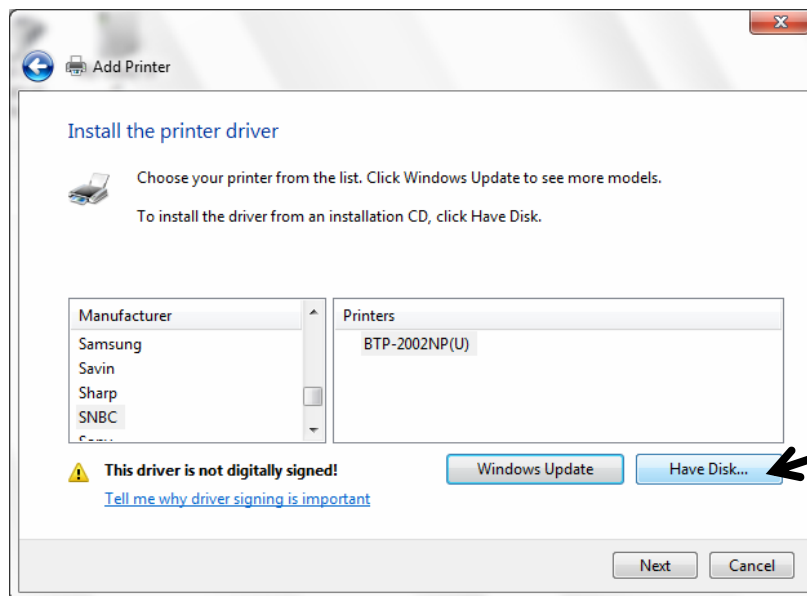 Add Printer
Install the printer driver
Choose your printer from the list. Click Windows Update to see more models.
To install the driver from an installation CD, click Have Disk.
Manufacturer
Samsung
Savin
Sharp
SNBC
Printers
BTP-2002NP(U)
This driver is not digitally signed!
Tell me why driver signing is important
Windows Update
Have Disk...
Next
Cancel